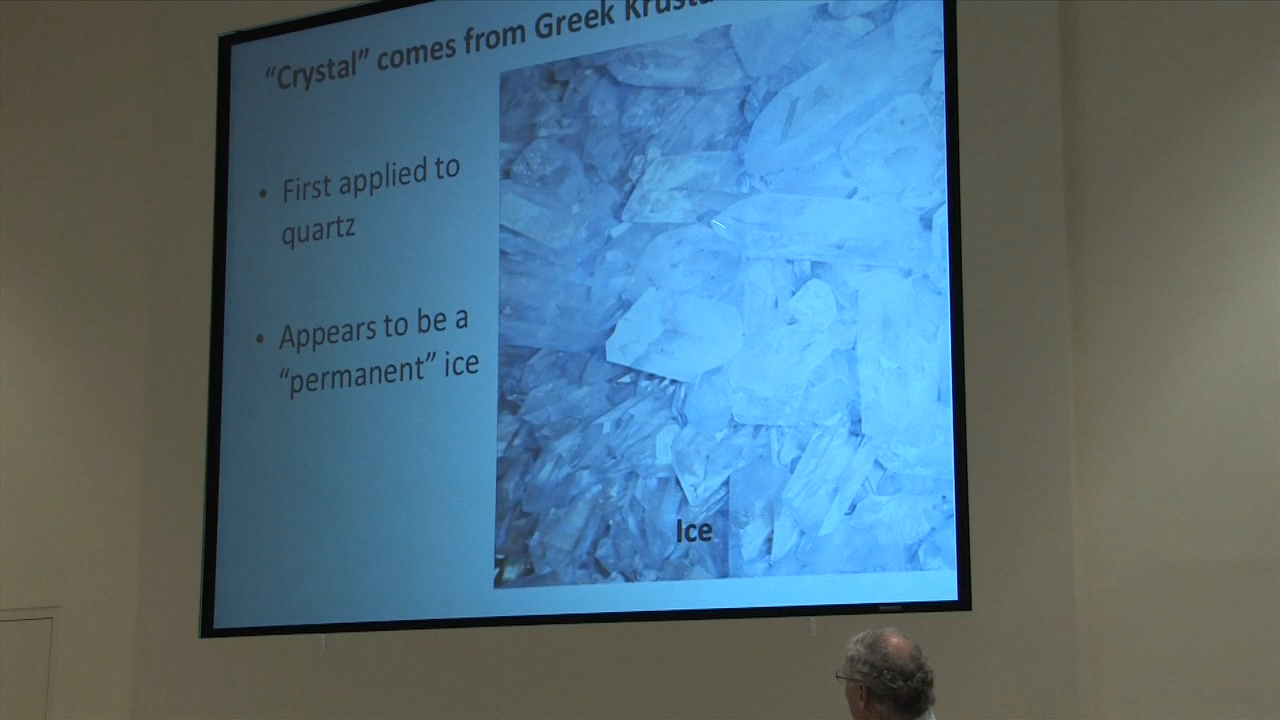 “Crystal” comes from Greek
• First applied to
quartz
• Appears to be a
“permanent” ice
Ice